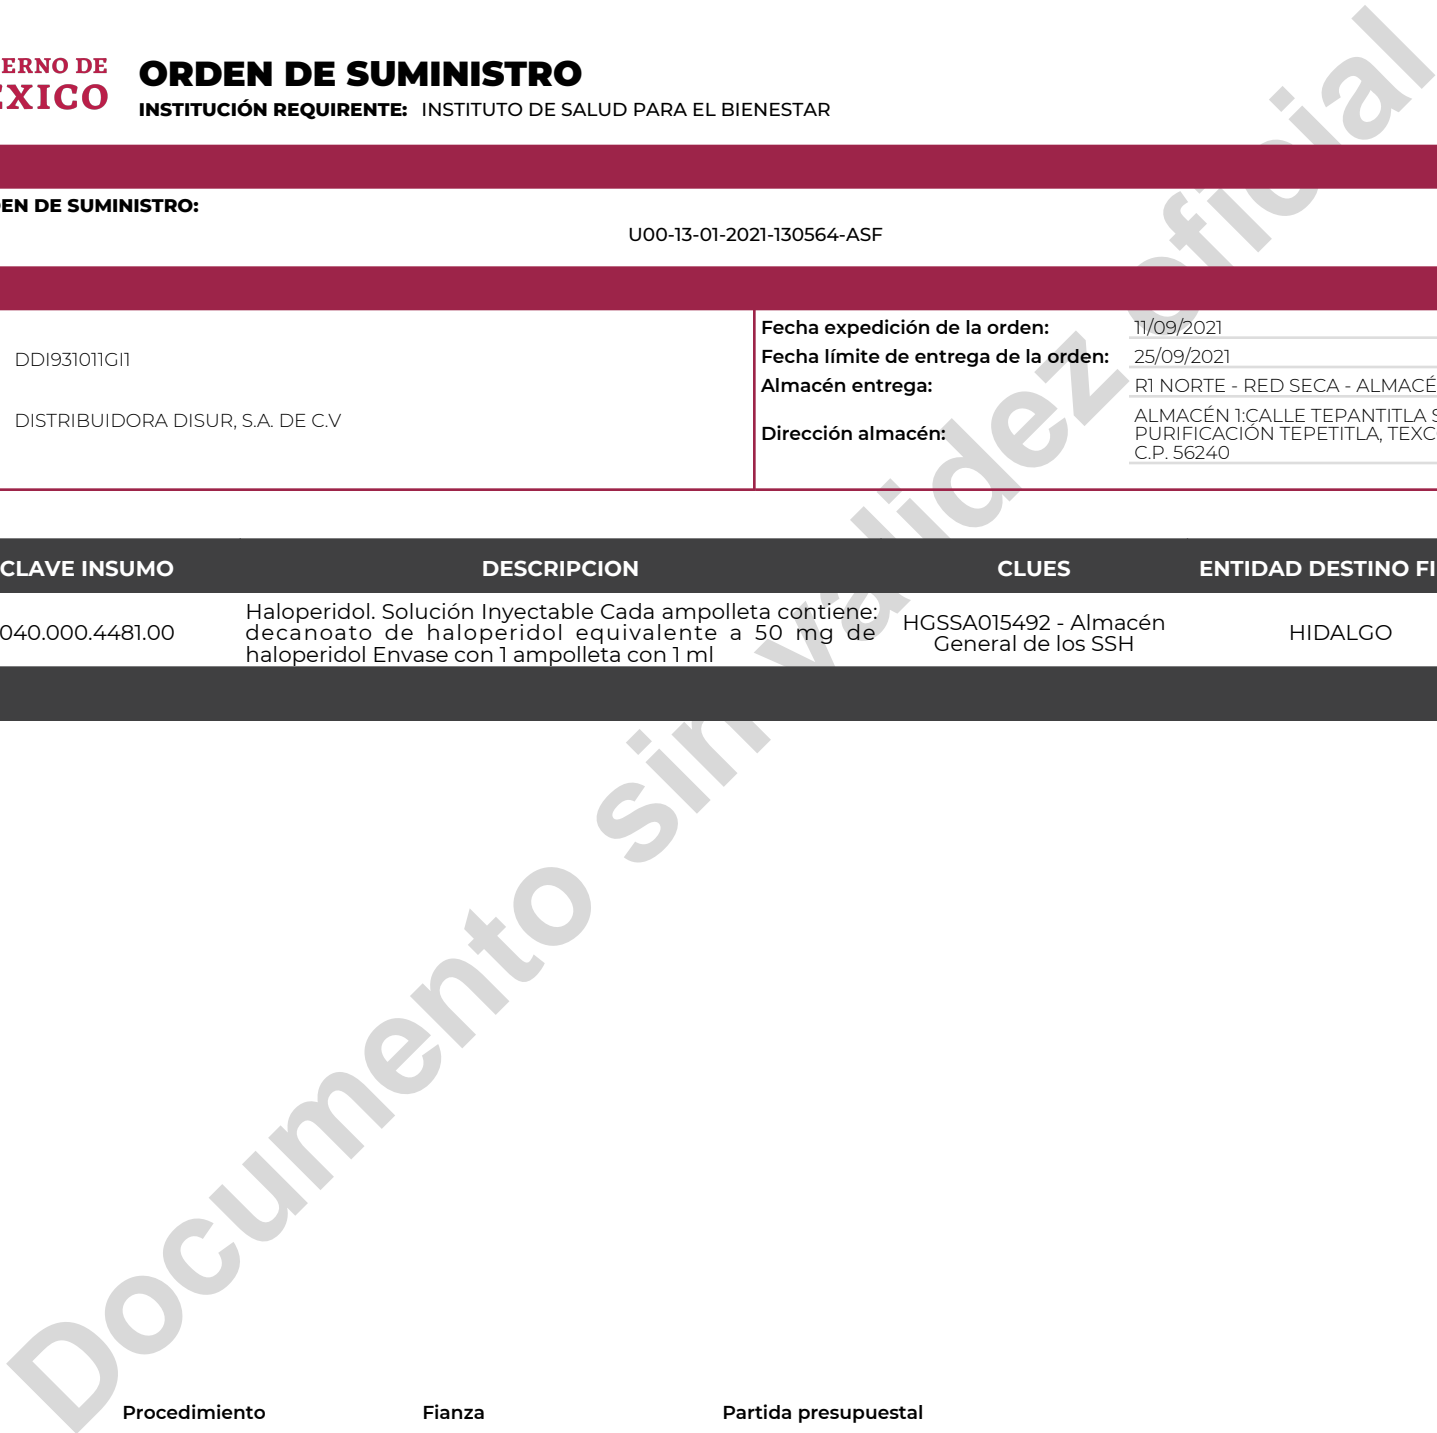 ERNO DE
EXICO
ORDEN DE SUMINISTRO
INSTITUCIÓN REQUIRENTE: INSTITUTO DE SALUD PARA EL BIENESTAR
EN DE SUMINISTRO:
U00-13-01-2021-130564-ASF
DDI931011GI1
DISTRIBUIDORA DISUR, S.A. DE C.V
Fecha expedición de la orden: 11/09/2021
Fecha límite de entrega de la orden: 25/09/2021
Almacén entrega: R1 NORTE - RED SECA - ALMACÉ
Dirección almacén: ALMACÉN 1:CALLE TEPANTITLA S
PURIFICACIÓN TEPETITLA, TEXC
C.P. 56240
CLAVE INSUMO DESCRIPCION CLUES ENTIDAD DESTINO FI
040.000.4481.00
Haloperidol. Solución Inyectable Cada ampolleta contiene:
decanoato de haloperidol equivalente a 50 mg de
haloperidol Envase con 1 ampolleta con 1 ml
HGSSA015492 - Almacén
General de los SSH
HIDALGO
Documento sin validez oficial
Procedimiento Fianza Partida presupuestal